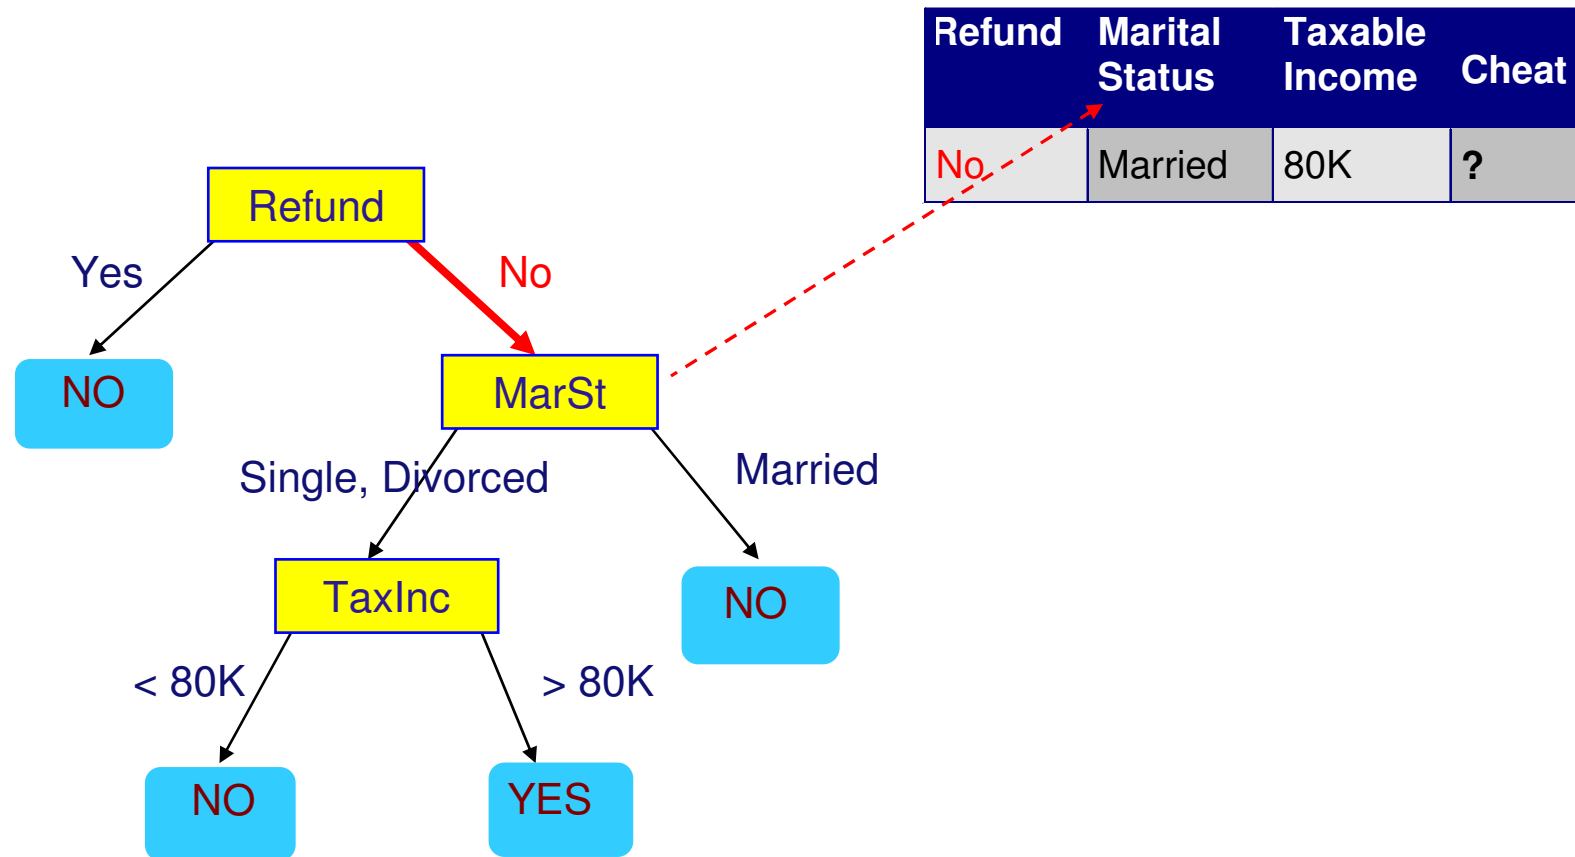 Refund Marital Status Taxable Income Cheat
No Married 80K ?
Refund
Yes
No
NO
MarSt
Single, Divorced
Married
TaxInc
NO
< 80K
> 80K
NO
YES